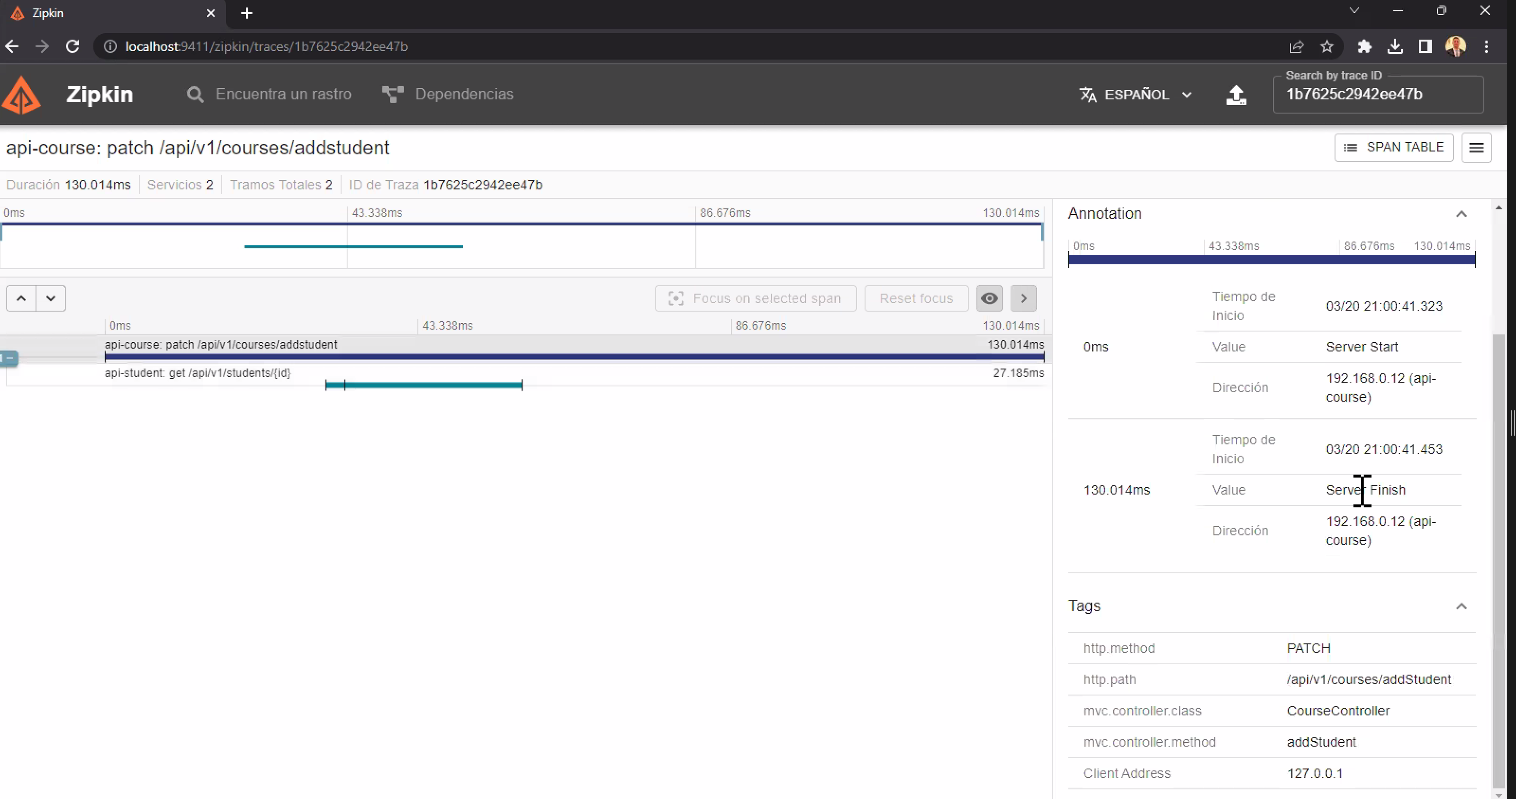 Zipkin
localhost:9411/zipkin/traces/1b7625c2942ee47b
Zipkin
Encuentra un rastro
Dependencias
ESPAÑOL
Search by trace ID
1b7625c2942ee47b
api-course: patch /api/v1/courses/addstudent
SPAN TABLE
Duración 130.014ms Servicios 2 Tramos Totales 2 ID de Traza 1b7625c2942ee47b
0ms 43.338ms 86.676ms 130.014ms
Focus on selected span
Reset focus
0ms 43.338ms 86.676ms 130.014ms
api-course: patch /api/v1/courses/addstudent 130.014ms
api-student: get /api/v1/students/{id} 27.185ms
Annotation
0ms 43.338ms 86.676ms 130.014ms
0ms
Tiempo de
Inicio
03/20 21:00:41.323
Value Server Start
Dirección
192.168.0.12 (api-
course)
130.014ms
Tiempo de
Inicio
03/20 21:00:41.453
Value Server Finish
Dirección
192.168.0.12 (api-
course)
Tags
http.method PATCH
http.path /api/v1/courses/addStudent
mvc.controller.class CourseController
mvc.controller.method addStudent
Client Address 127.0.0.1